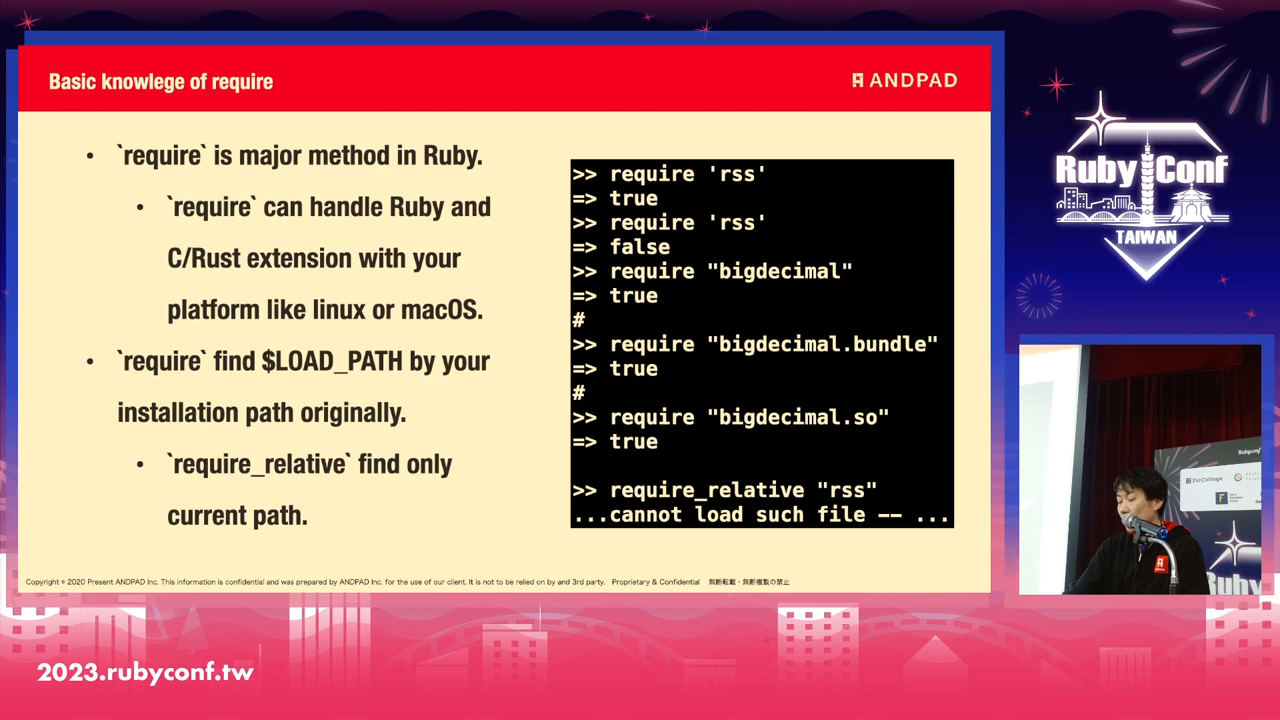 Basic knowlege of require
ANDPAD
• `require` is major method in Ruby.
• `require` can handle Ruby and
C/Rust extension with your
platform like linux or macOS.
• `require` find $LOAD_PATH by your
installation path originally.
• `require_relative` find only
current path.
>> require 'rss'
=> true
>> require 'rss'
=> false
>> require "bigdecimal"
=> true
#
>> require "bigdecimal.bundle"
=> true
#
>> require "bigdecimal.so"
=> true
>> require_relative "rss"
...cannot load such file -- ...
Copyright © 2020 Present ANDPAD Inc. This information is confidential and was prepared by ANDPAD Inc. for the use of our client. It is not to be relied on by and 3rd party. Proprietary & Confidential 無断転載・無断複製の禁止
RubyConf
TAIWAN
Rubyconf
PicCollage
RubyC
2023.rubyconf.tw